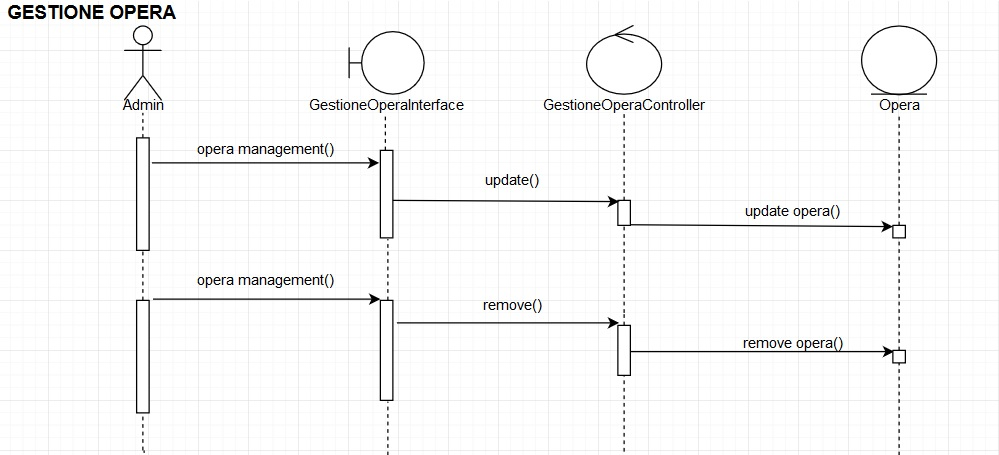 GESTIONE OPERA
Admin
GestioneOperaInterface
GestioneOperaController
Opera
opera management()
update()
update opera()
opera management()
remove()
remove opera()